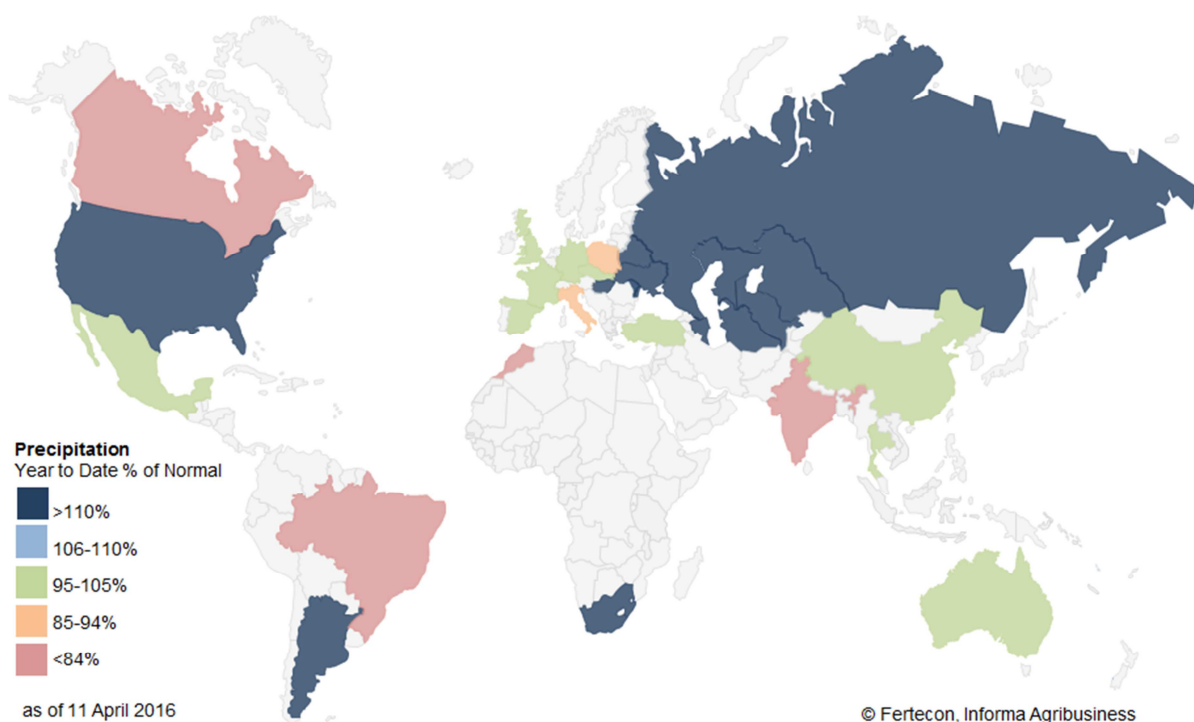 Precipitation
Year to Date % of Normal
>110%
106-110%
95-105%
85-94%
<84%
as of 11 April 2016
© Fertecon, Informa Agribusiness